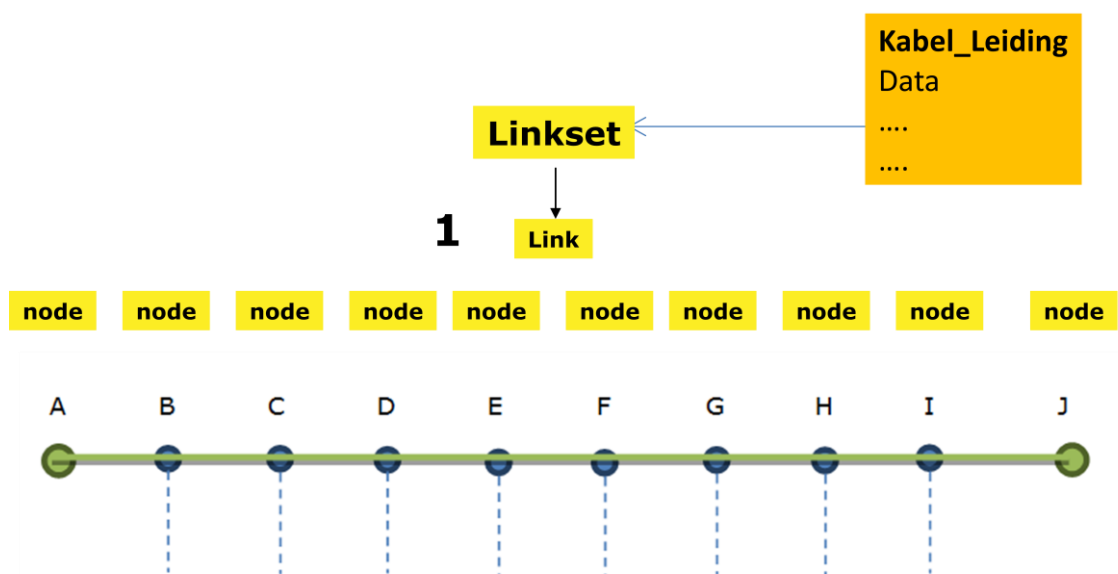 Kabel_Leiding
Data
....
....
Linkset
1
Link
node node node node node node node node node node
A B C D E F G H I J